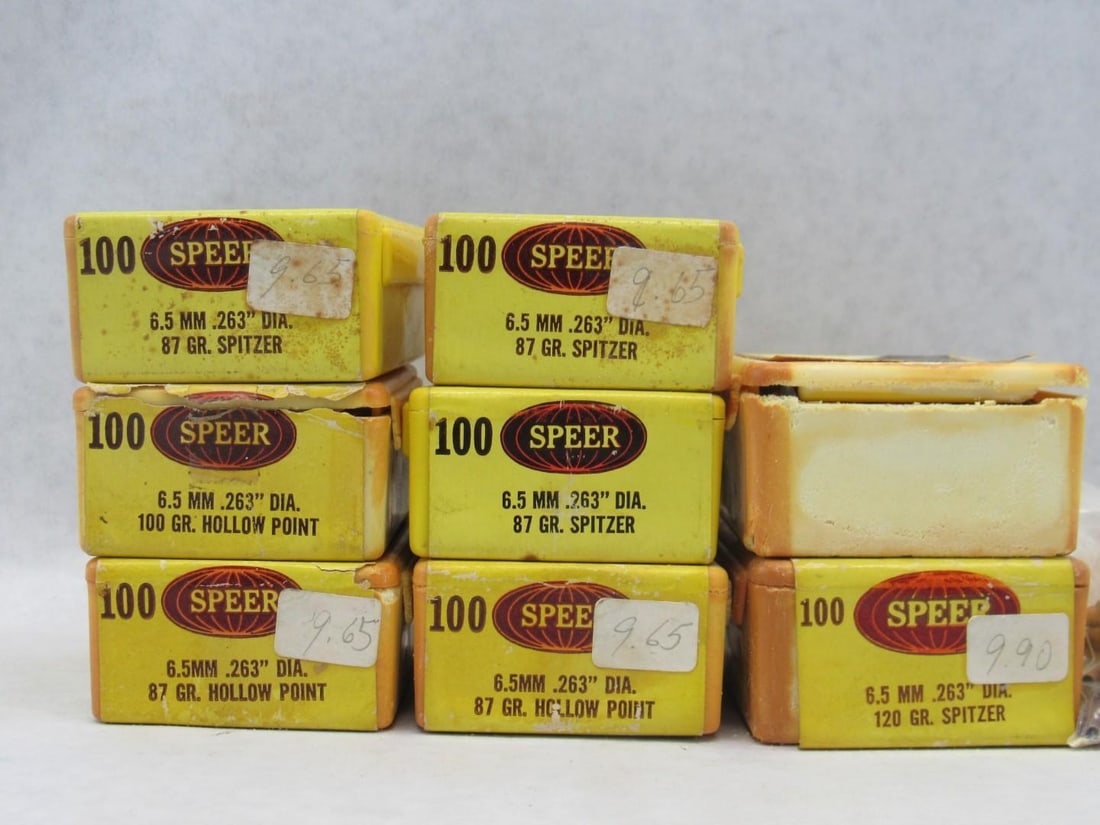 100 SPEER 9.65
6.5 MM .263" DIA.
87 GR. SPITZER
100 SPEER 9.65
6.5 MM .263" DIA.
87 GR. SPITZER
100 SPEER
6.5 MM .263" DIA.
100 GR. HOLLOW POINT
100 SPEER
6.5 MM .263" DIA.
87 GR. SPITZER
100 SPEER 9.65
6.5MM .263" DIA.
87 GR. HOLLOW POINT
100 SPEE 9.65
6.5MM .263" DIA.
87 GR. HOLLOW POINT
100 SPEER 9.90
6.5 MM .263" DIA.
120 GR. SPITZER